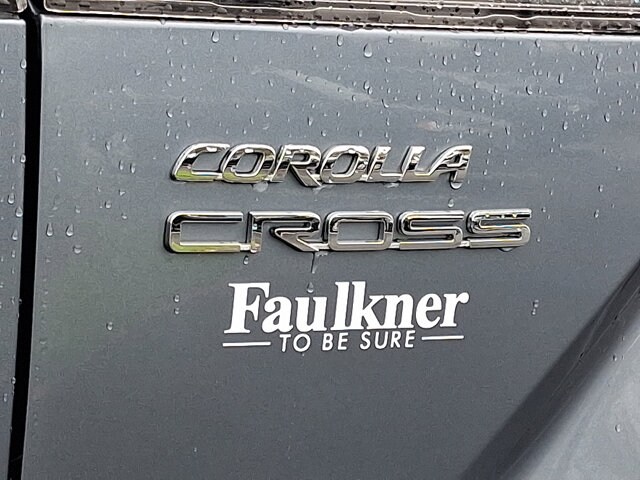 COROLLA
CROSS
Faulkner
TO BE SURE